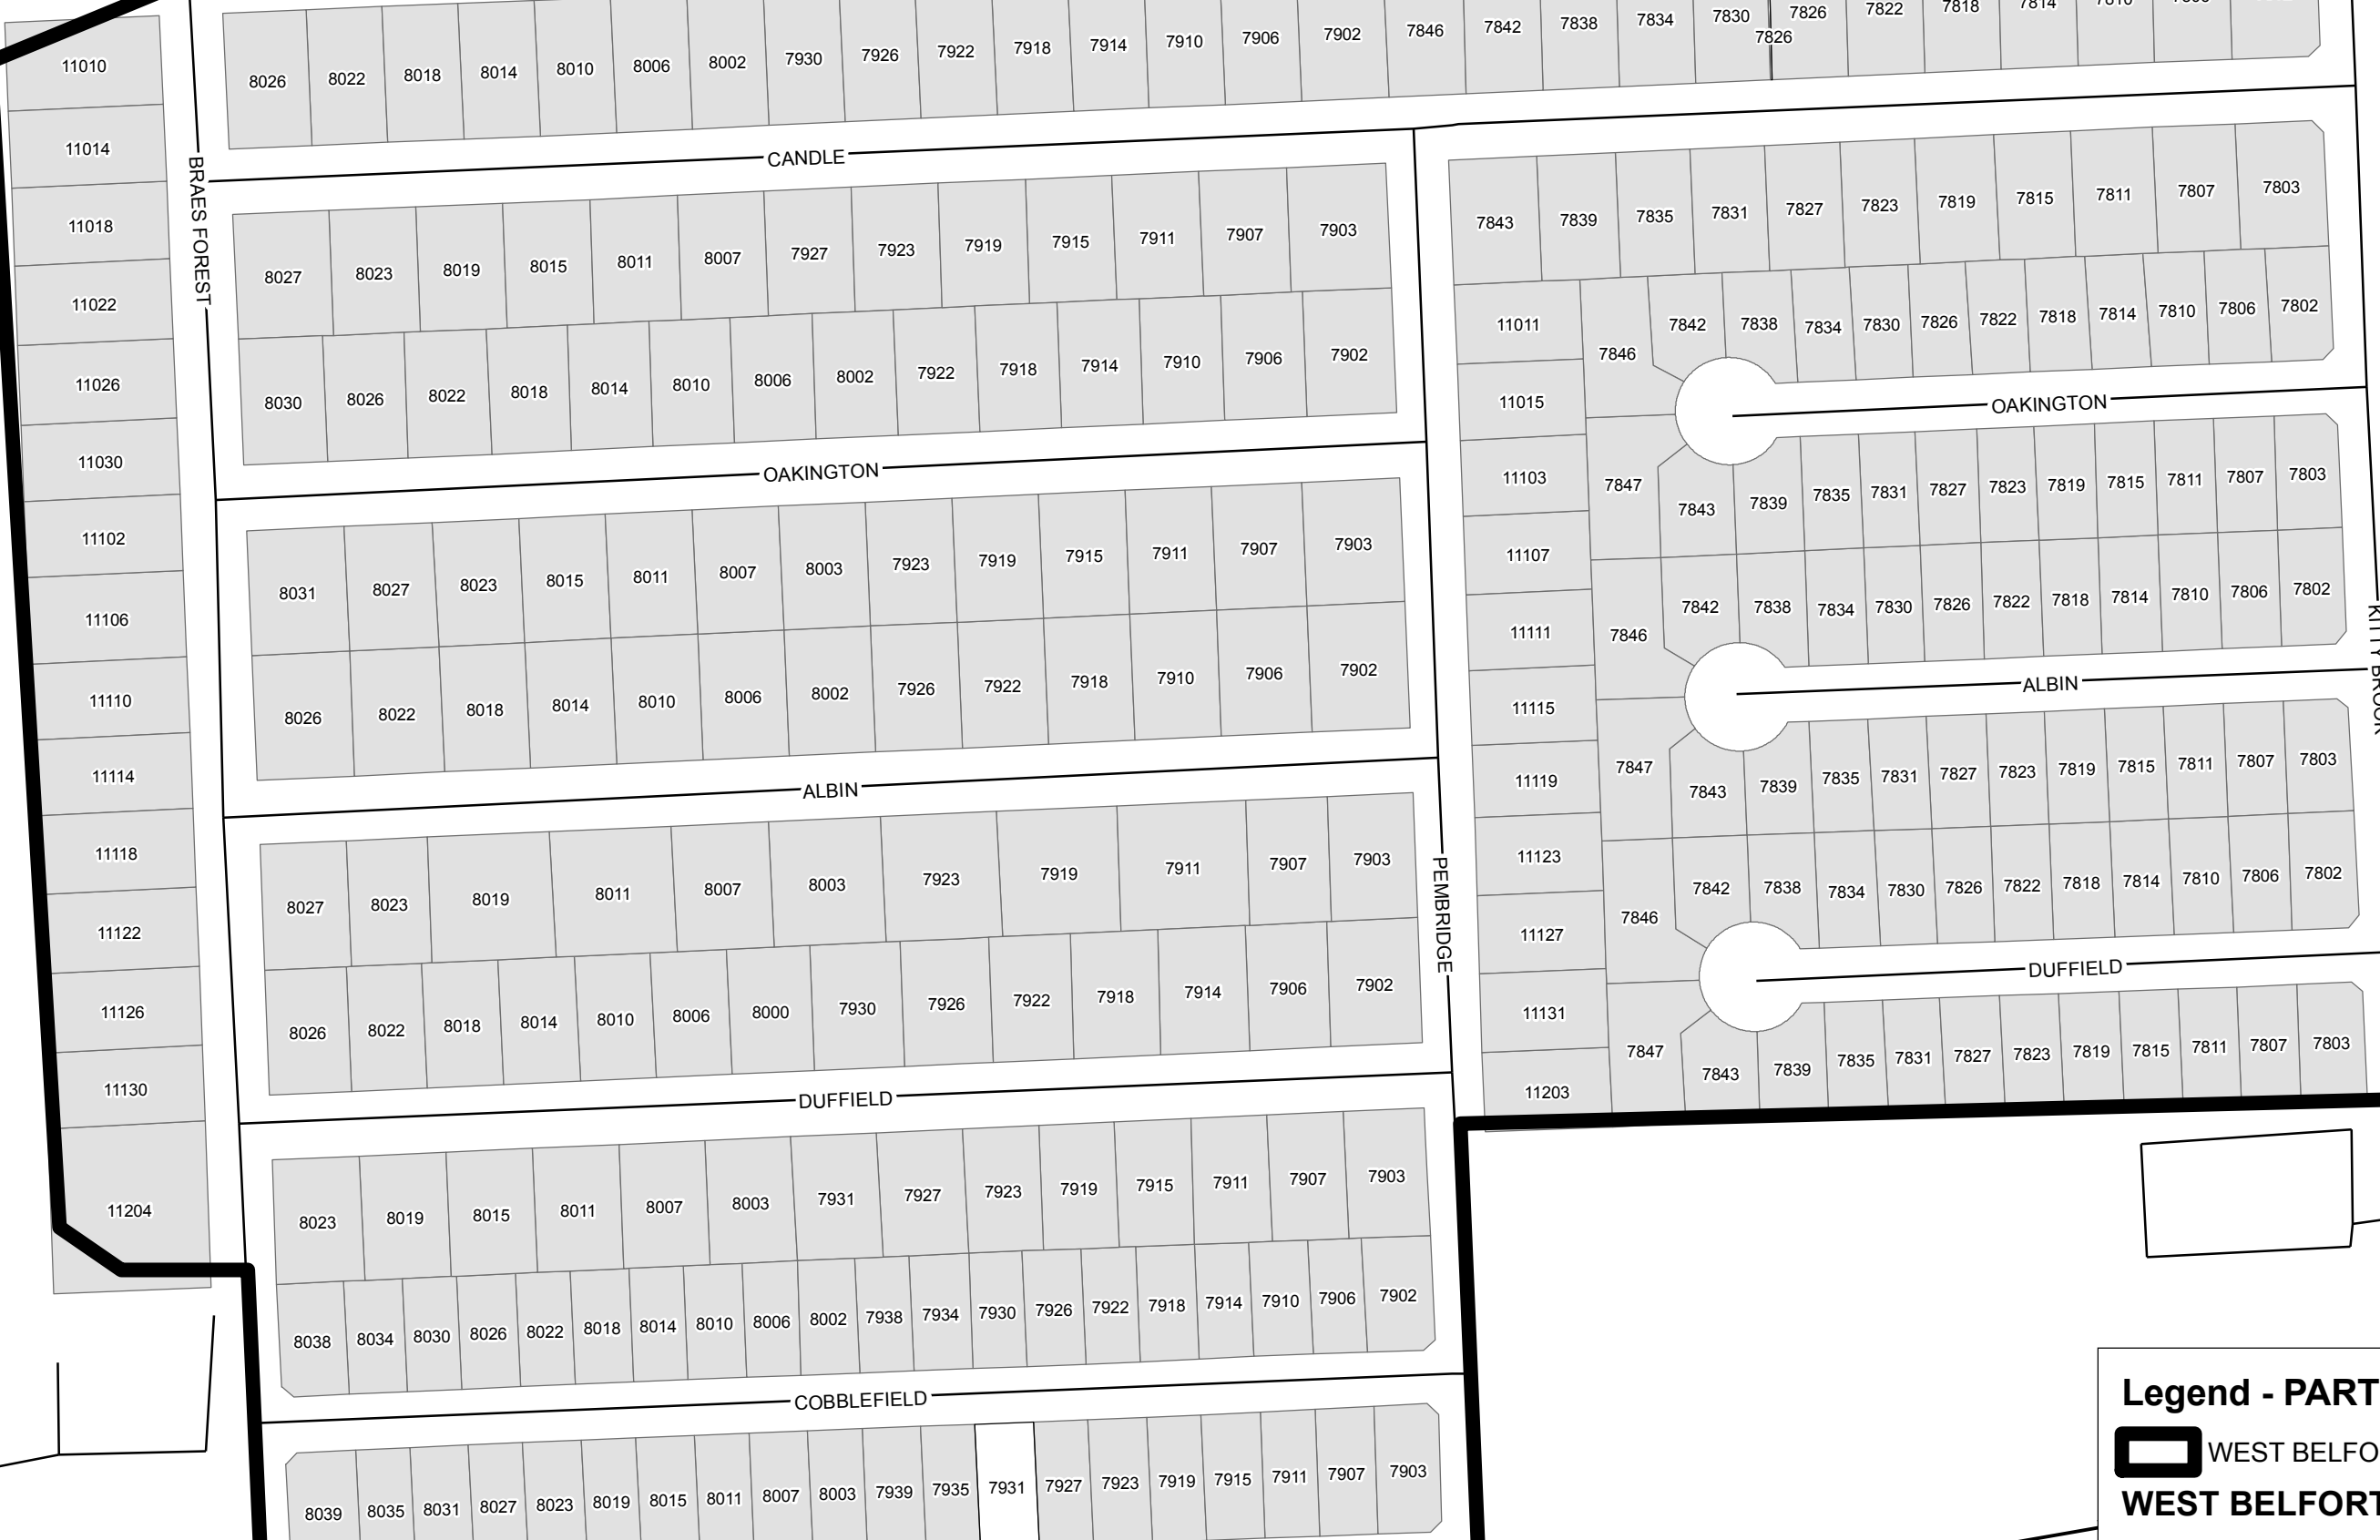 8026 8022 8018 8014 8010 8006 8002 7930 7926 7922 7918 7914 7910 7906 7902 7846 7842 7838 7834 7830 7826 7822 7818
7826
11010
11014
11018
11022
11026
11030
11102
11106
11110
11114
11118
11122
11126
11130
11204
BRAES FOREST
CANDLE
8027 8023 8019 8015 8011 8007 7927 7923 7919 7915 7911 7907 7903
8030 8026 8022 8018 8014 8010 8006 8002 7922 7918 7914 7910 7906 7902
OAKINGTON
8031 8027 8023 8015 8011 8007 8003 7923 7919 7915 7911 7907 7903
8026 8022 8018 8014 8010 8006 8002 7926 7922 7918 7910 7906 7902
ALBIN
8027 8023 8019 8011 8007 8003 7923 7919 7911 7907 7903
8026 8022 8018 8014 8010 8006 8000 7930 7926 7922 7918 7914 7906 7902
DUFFIELD
8023 8019 8015 8011 8007 8003 7931 7927 7923 7919 7915 7911 7907 7903
8038 8034 8030 8026 8022 8018 8014 8010 8006 8002 7938 7934 7930 7926 7922 7918 7914 7910 7906 7902
COBBLEFIELD
8039 8035 8031 8027 8023 8019 8015 8011 8007 8003 7939 7935 7931 7927 7923 7919 7915 7911 7907 7903
PEMBRIDGE
7843 7839 7835 7831 7827 7823 7819 7815 7811 7807 7803
11011
11015
11103
11107
11111
11115
11119
11123
11127
11131
11203
7846 7842 7838 7834 7830 7826 7822 7818 7814 7810 7806 7802
OAKINGTON
7847 7843 7839 7835 7831 7827 7823 7819 7815 7811 7807 7803
7846 7842 7838 7834 7830 7826 7822 7818 7814 7810 7806 7802
ALBIN
7847 7843 7839 7835 7831 7827 7823 7819 7815 7811 7807 7803
7846 7842 7838 7834 7830 7826 7822 7818 7814 7810 7806 7802
DUFFIELD
7847 7843 7839 7835 7831 7827 7823 7819 7815 7811 7807 7803
KITTY BROOK
Legend - PART
WEST BELFO
WEST BELFORT